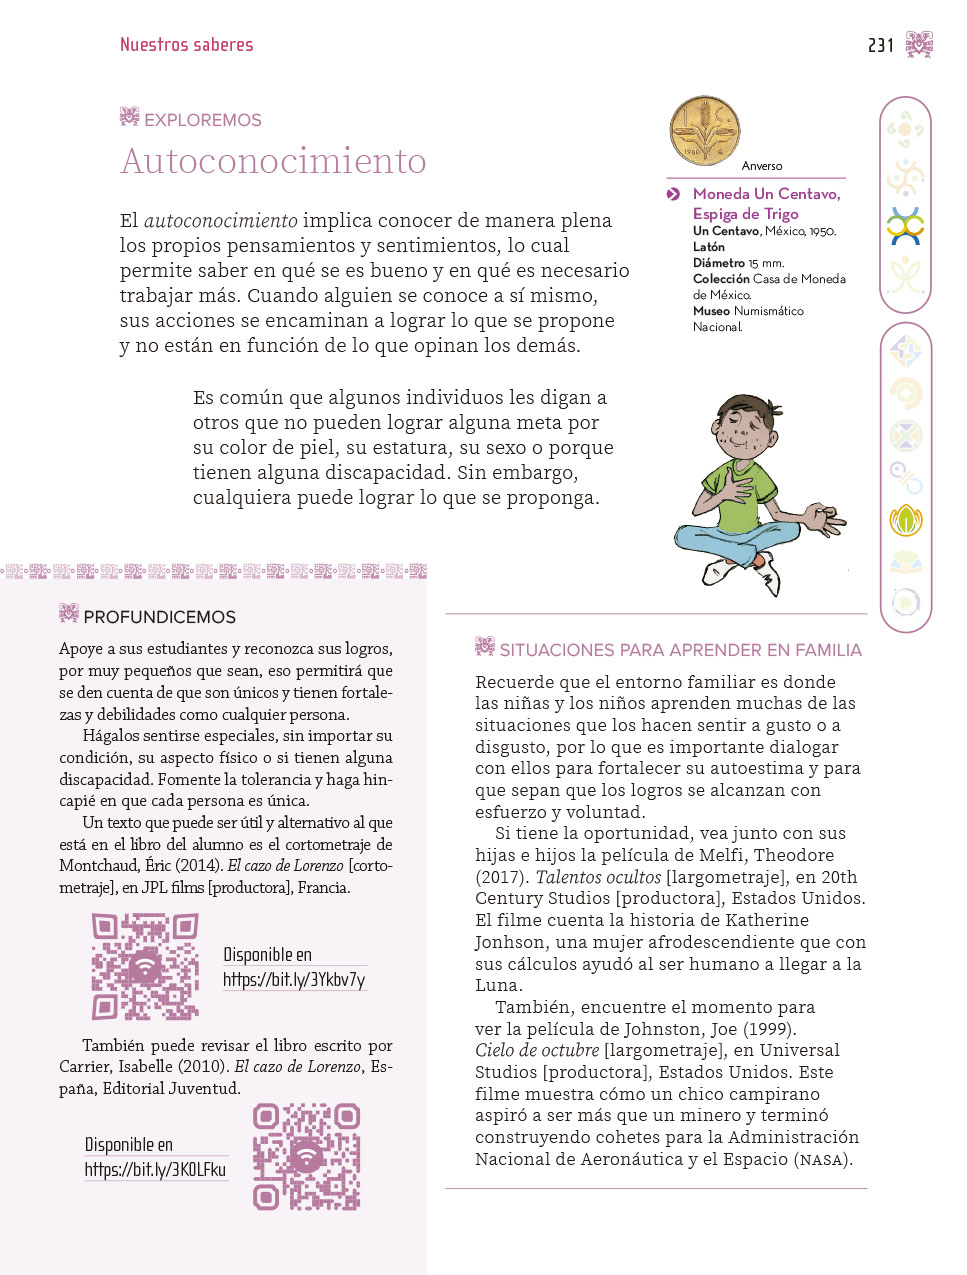 Nuestros saberes
231
EXPLOREMOS
Autoconocimiento
El autoconocimiento implica conocer de manera plena
los propios pensamientos y sentimientos, lo cual
permite saber en qué se es bueno y en qué es necesario
trabajar más. Cuando alguien se conoce a sí mismo,
sus acciones se encaminan a lograr lo que se propone
y no están en función de lo que opinan los demás.
Es común que algunos individuos les digan a
otros que no pueden lograr alguna meta por
su color de piel, su estatura, su sexo o porque
tienen alguna discapacidad. Sin embargo,
cualquiera puede lograr lo que se proponga.
1 C.
1950
Anverso
Moneda Un Centavo,
Espiga de Trigo
Un Centavo, México, 1950.
Latón
Diámetro 15 mm.
Colección Casa de Moneda
de México.
Museo Numismático
Nacional.
PROFUNDICEMOS
Apoye a sus estudiantes y reconozca sus logros,
por muy pequeños que sean, eso permitirá que
se den cuenta de que son únicos y tienen fortale-
zas y debilidades como cualquier persona.
Hágalos sentirse especiales, sin importar su
condición, su aspecto físico o si tienen alguna
discapacidad. Fomente la tolerancia y haga hin-
capié en que cada persona es única.
Un texto que puede ser útil y alternativo al que
está en el libro del alumno es el cortometraje de
Montchaud, Éric (2014). El cazo de Lorenzo [corto-
metraje], en JPL films [productora], Francia.
Disponible en
https://bit.ly/3Ykbv7y
También puede revisar el libro escrito por
Carrier, Isabelle (2010). El cazo de Lorenzo, Es-
paña, Editorial Juventud.
Disponible en
https://bit.ly/3K0LFku
SITUACIONES PARA APRENDER EN FAMILIA
Recuerde que el entorno familiar es donde
las niñas y los niños aprenden muchas de las
situaciones que los hacen sentir a gusto o a
disgusto, por lo que es importante dialogar
con ellos para fortalecer su autoestima y para
que sepan que los logros se alcanzan con
esfuerzo y voluntad.
Si tiene la oportunidad, vea junto con sus
hijas e hijos la película de Melfi, Theodore
(2017). Talentos ocultos [largometraje], en 20th
Century Studios [productora], Estados Unidos.
El filme cuenta la historia de Katherine
Jonhson, una mujer afrodescendiente que con
sus cálculos ayudó al ser humano a llegar a la
Luna.
También, encuentre el momento para
ver la película de Johnston, Joe (1999).
Cielo de octubre [largometraje], en Universal
Studios [productora], Estados Unidos. Este
filme muestra cómo un chico campirano
aspiró a ser más que un minero y terminó
construyendo cohetes para la Administración
Nacional de Aeronáutica y el Espacio (NASA).